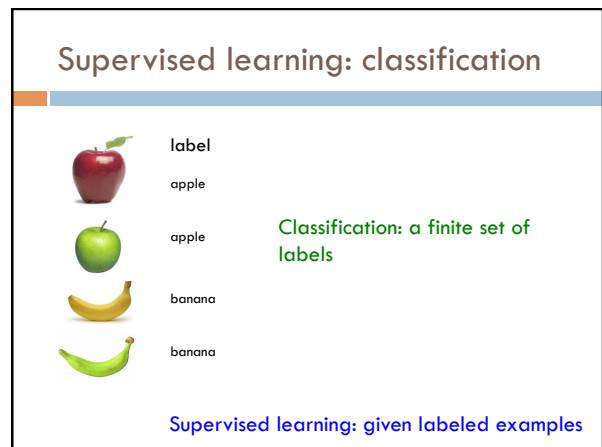 Supervised learning: classification
label
apple
apple
Classification: a finite set of
labels
banana
banana
Supervised learning: given labeled examples